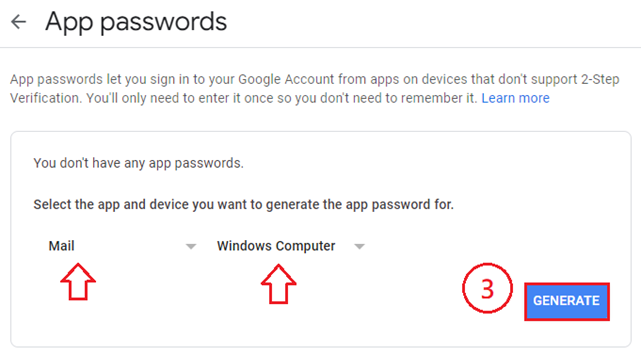 App passwords
App passwords let you sign in to your Google Account from apps on devices that don't support 2-Step
Verification. You'll only need to enter it once so you don't need to remember it. Learn more
You don't have any app passwords.
Select the app and device you want to generate the app password for.
Mail Windows Computer
3 GENERATE